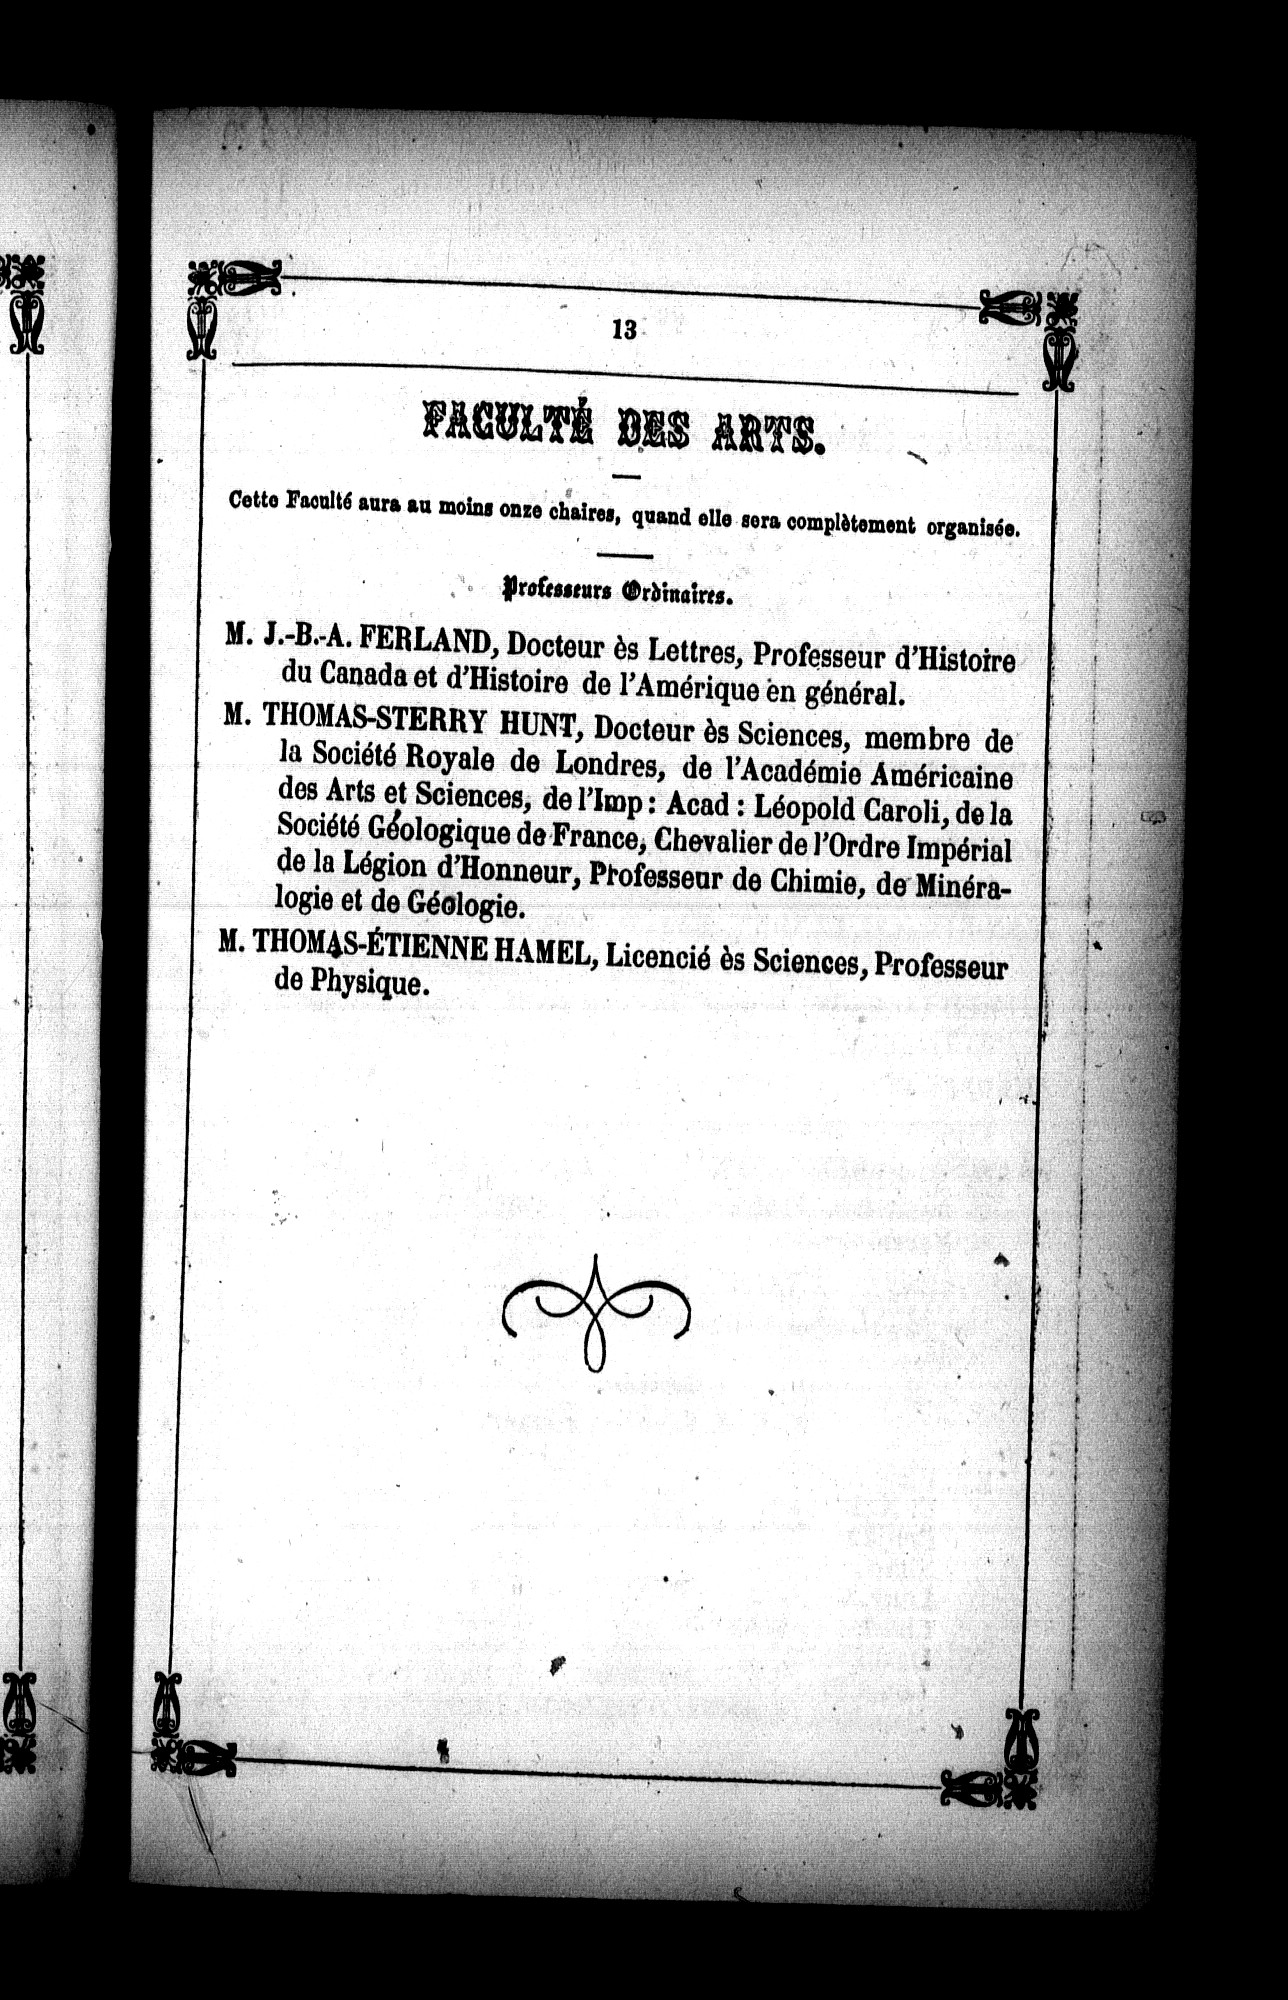 13
FACULTÉ DES ARTS.
Cette Faculté aura au moins onze chaires, quand elle sera complètement organisée.
Professeurs Ordinaires.
M. J.-B.-A. FERLAND, Docteur ès Lettres, Professeur d'Histoire
du Canada et d'Histoire de l'Amérique en général.
M. THOMAS-STERRY HUNT, Docteur ès Sciences, membre de
la Société Royale de Londres, de l'Académie Américaine
des Arts et Sciences, de l'Imp : Acad : Léopold Caroli, de la
Société Géologique de France, Chevalier de l'Ordre Impérial
de la Légion d'Honneur, Professeur de Chimie, de Minéra-
logie et de Géologie.
M. THOMAS-ÉTIENNE HAMEL, Licencié ès Sciences, Professeur
de Physique.